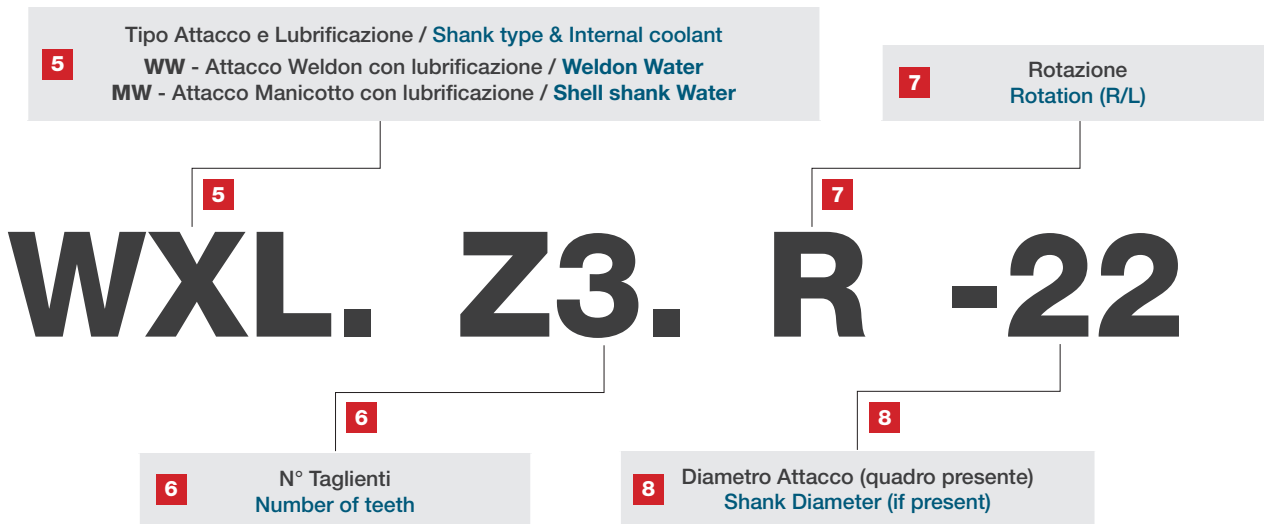 5
Tipo Attacco e Lubrificazione / Shank type & Internal coolant
WW - Attacco Weldon con lubrificazione / Weldon Water
MW - Attacco Manicotto con lubrificazione / Shell shank Water
7
Rotazione
Rotation (R/L)
5
7
WXL. Z3. R -22
6
8
6
N° Taglienti
Number of teeth
8
Diametro Attacco (quadro presente)
Shank Diameter (if present)